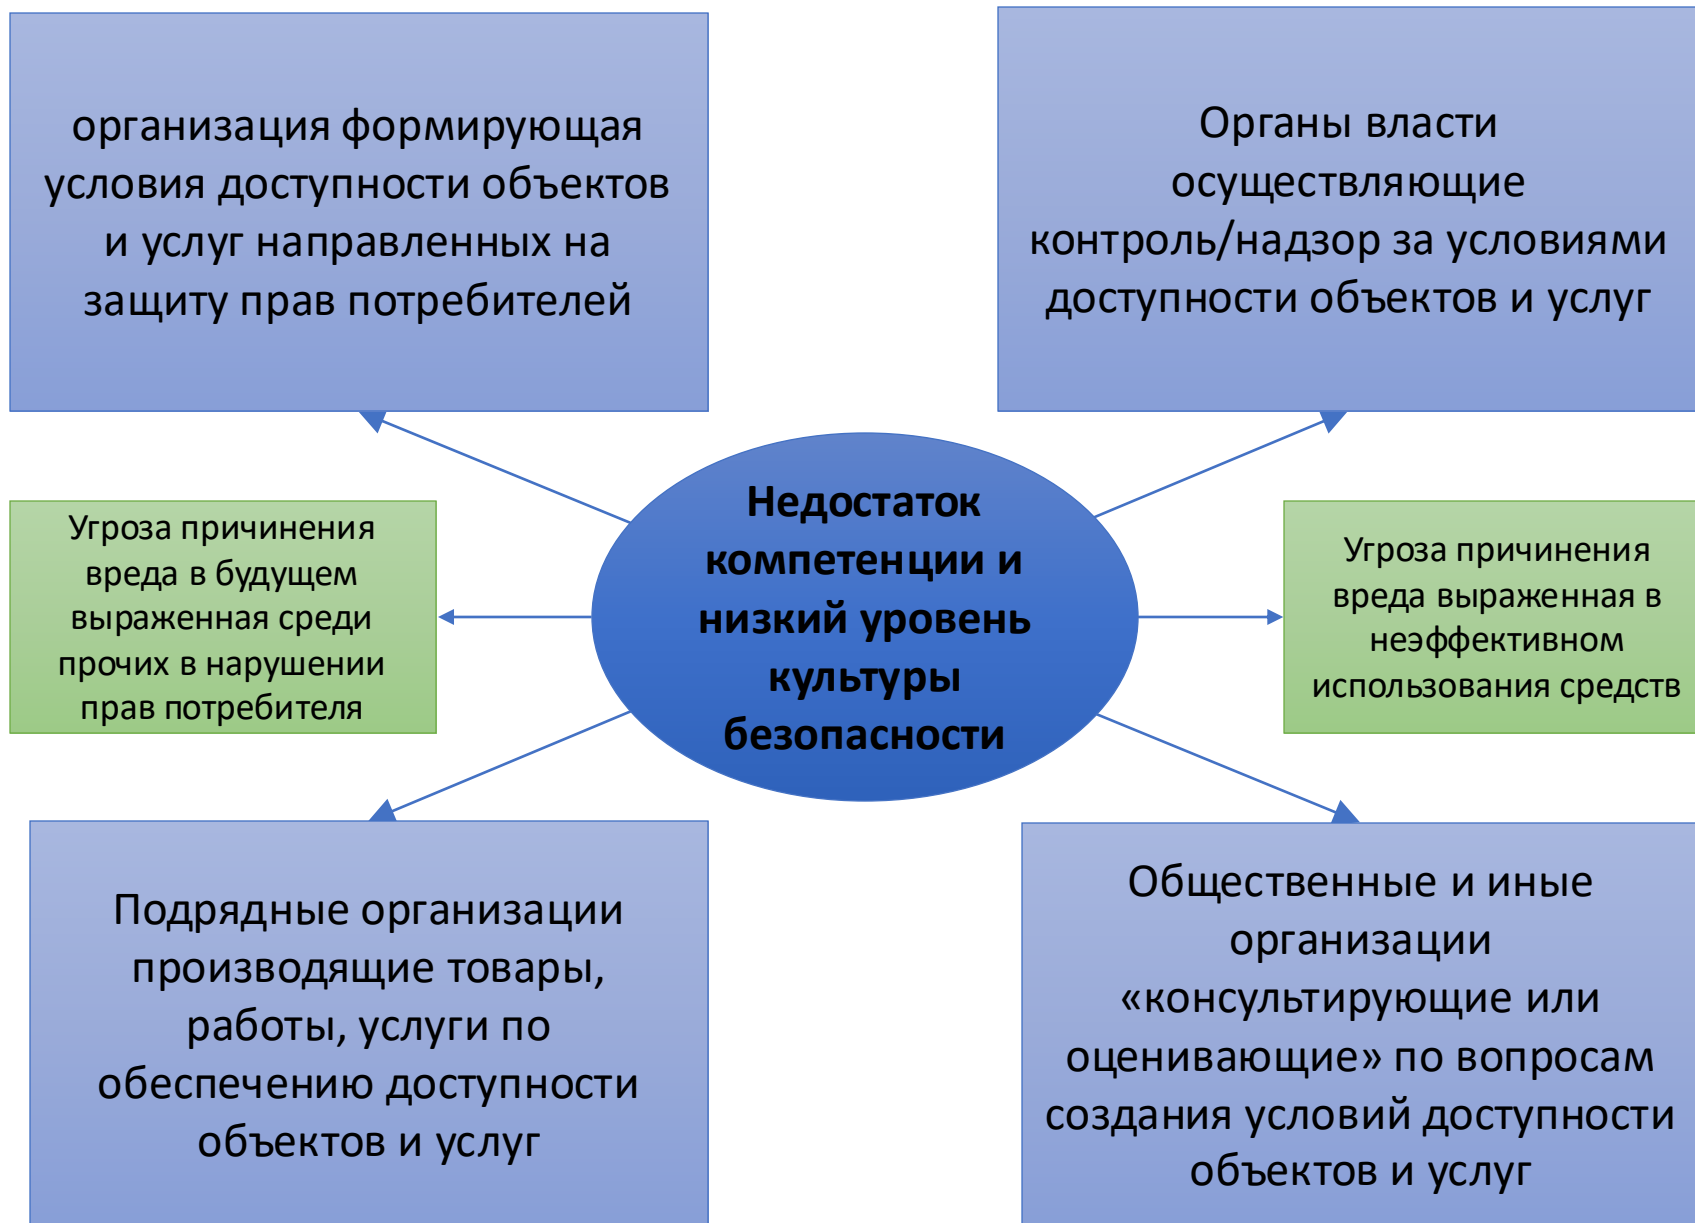 организация формирующая
условия доступности объектов
и услуг направленных на
защиту прав потребителей
Органы власти
осуществляющие
контроль/надзор за условиями
доступности объектов и услуг
Угроза причинения
вреда в будущем
выраженная среди
прочих в нарушении
прав потребителя
Недостаток
компетенции и
низкий уровень
культуры
безопасности
Угроза причинения
вреда выраженная в
неэффективном
использования средств
Подрядные организации
производящие товары,
работы, услуги по
обеспечению доступности
объектов и услуг
Общественные и иные
организации
«консультирующие или
оценивающие» по вопросам
создания условий доступности
объектов и услуг